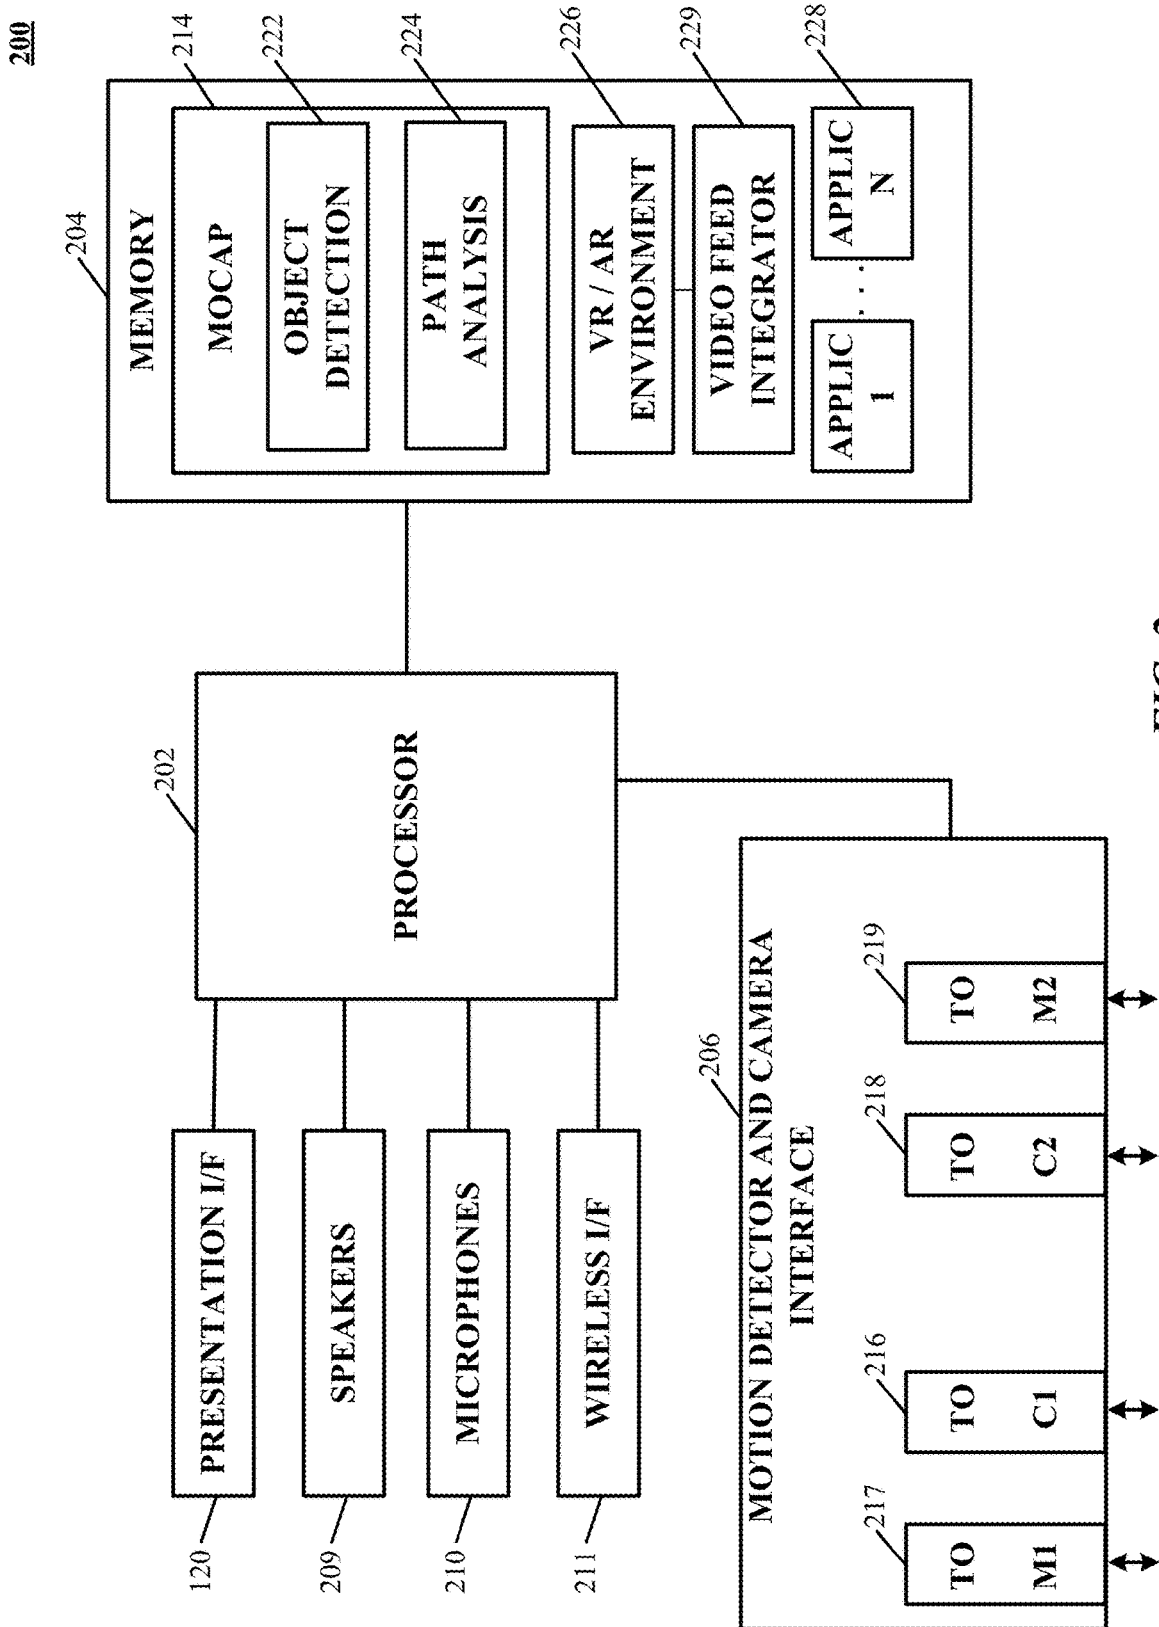 200
120
PRESENTATION I/F
209
SPEAKERS
210
MICROPHONES
211
WIRELESS I/F
202
PROCESSOR
204
MEMORY
214
MOCAP
222
OBJECT
DETECTION
224
PATH
ANALYSIS
226
VR / AR
ENVIRONMENT
229
VIDEO FEED
INTEGRATOR
228
APPLIC
1
. . .
APPLIC
N
206
MOTION DETECTOR AND CAMERA
INTERFACE
217
TO
M1
216
TO
C1
218
TO
C2
219
TO
M2
FIG.